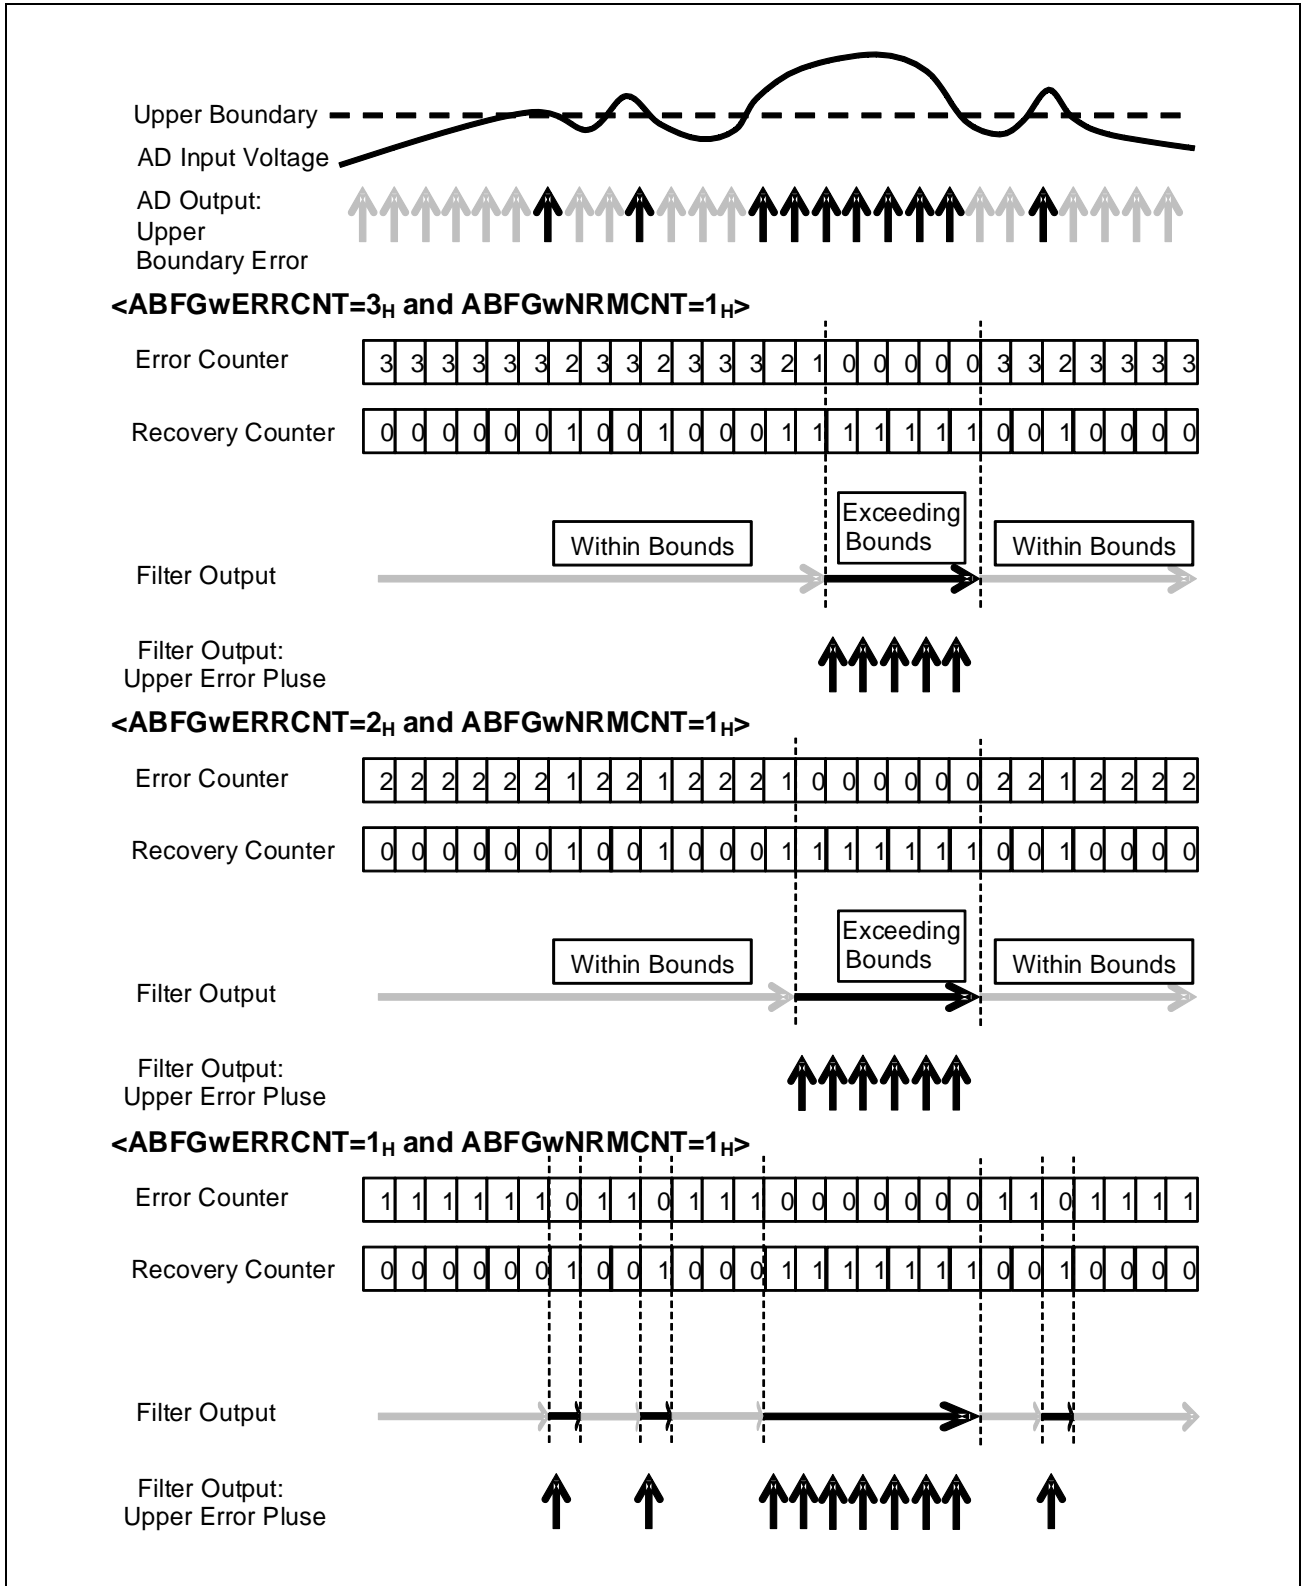 Upper Boundary
AD Input Voltage
AD Output:
Upper
Boundary Error
<ABFGwERRCNT=3H and ABFGwNRMCNT=1H>
Error Counter 3 3 3 3 3 3 2 3 3 2 3 3 3 2 1 0 0 0 0 0 3 3 2 3 3 3 3
Recovery Counter 0 0 0 0 0 0 1 0 0 1 0 0 0 1 1 1 1 1 1 1 0 0 1 0 0 0 0
Exceeding
Bounds
Within Bounds
Within Bounds
Filter Output
Filter Output:
Upper Error Pluse
<ABFGwERRCNT=2H and ABFGwNRMCNT=1H>
Error Counter 2 2 2 2 2 2 1 2 2 1 2 2 2 1 0 0 0 0 0 0 2 2 1 2 2 2 2
Recovery Counter 0 0 0 0 0 0 1 0 0 1 0 0 0 1 1 1 1 1 1 1 0 0 1 0 0 0 0
Exceeding
Bounds
Within Bounds
Within Bounds
Filter Output
Filter Output:
Upper Error Pluse
<ABFGwERRCNT=1H and ABFGwNRMCNT=1H>
Error Counter 1 1 1 1 1 1 0 1 1 0 1 1 1 0 0 0 0 0 0 0 1 1 0 1 1 1 1
Recovery Counter 0 0 0 0 0 0 1 0 0 1 0 0 0 1 1 1 1 1 1 1 0 0 1 0 0 0 0
Filter Output
Filter Output:
Upper Error Pluse